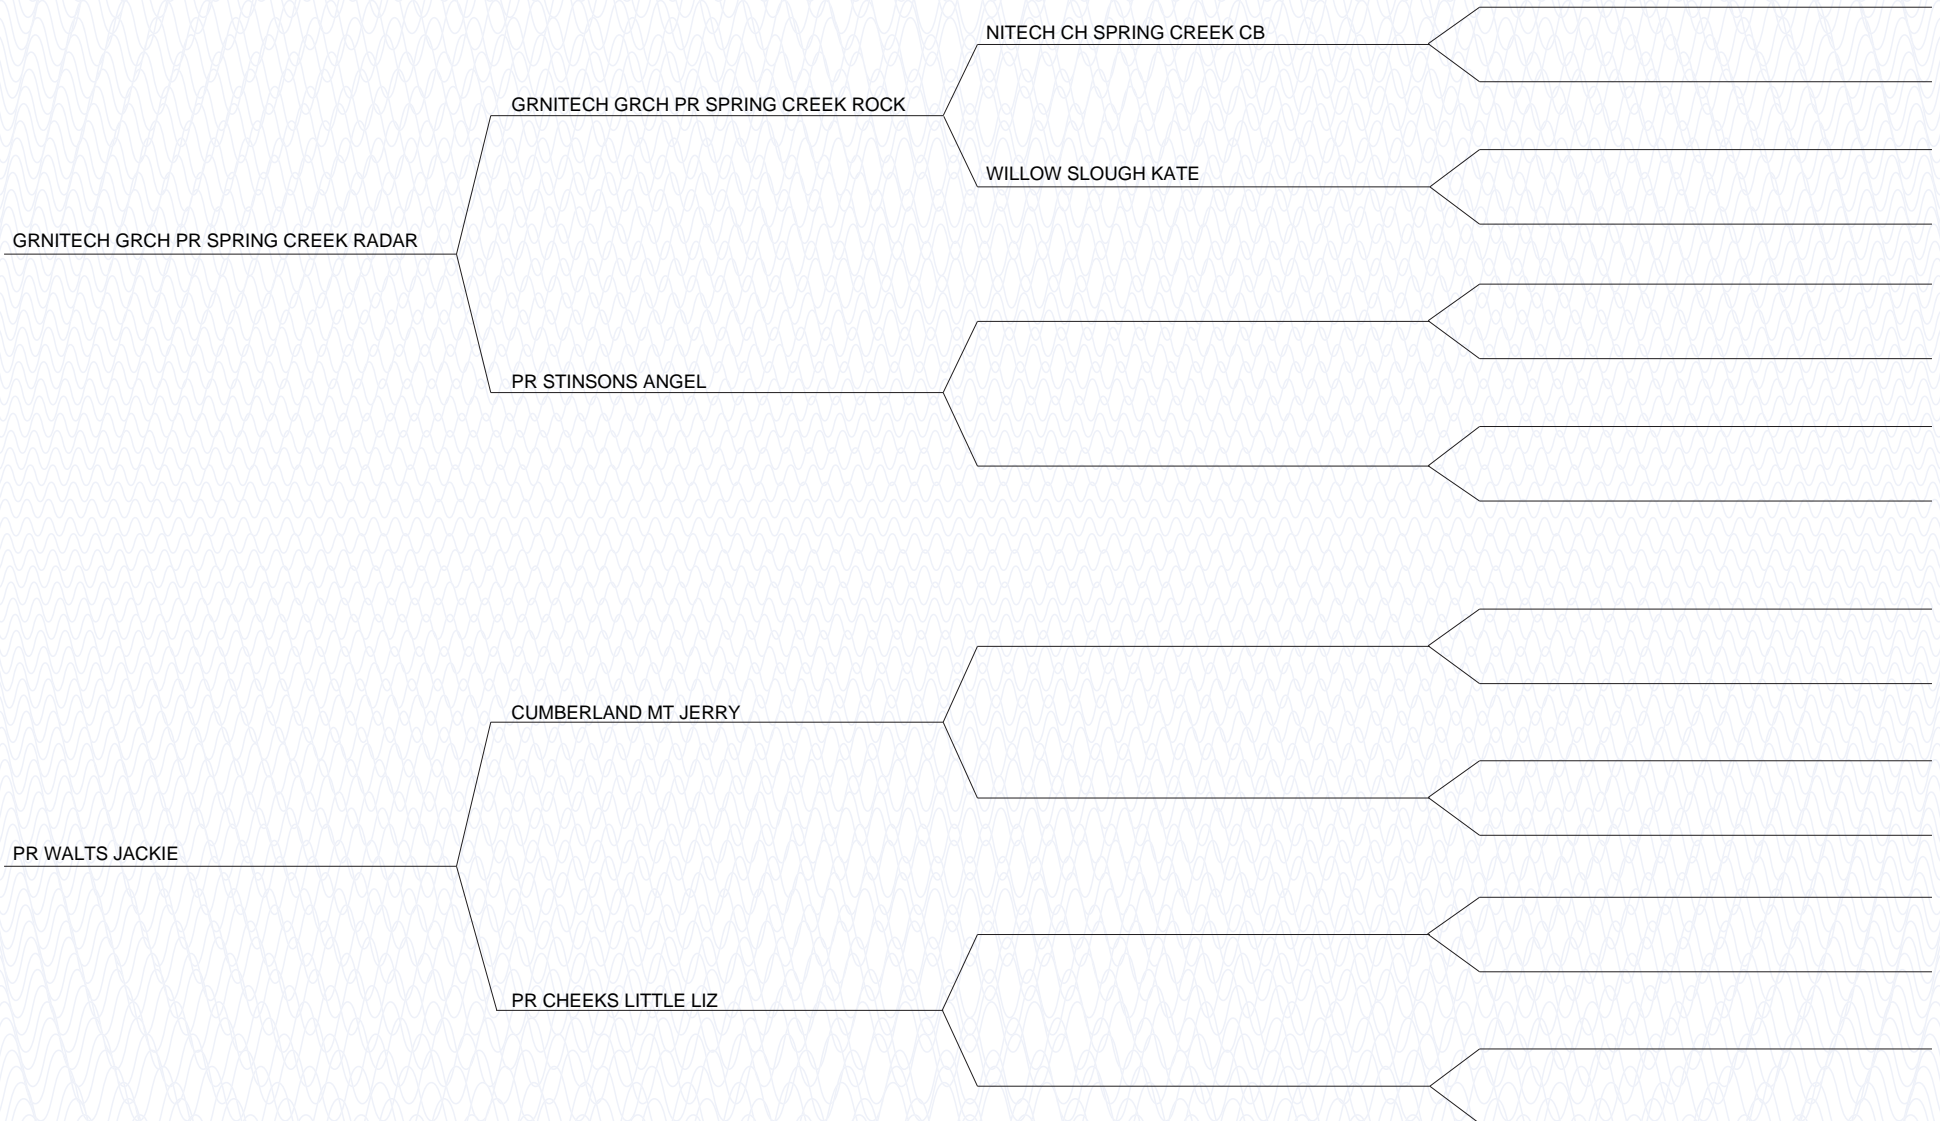 NITECH CH SPRING CREEK CB
GRNITECH GRCH PR SPRING CREEK ROCK
WILLOW SLOUGH KATE
GRNITECH GRCH PR SPRING CREEK RADAR
PR STINSONS ANGEL
CUMBERLAND MT JERRY
PR WALTS JACKIE
PR CHEEKS LITTLE LIZ